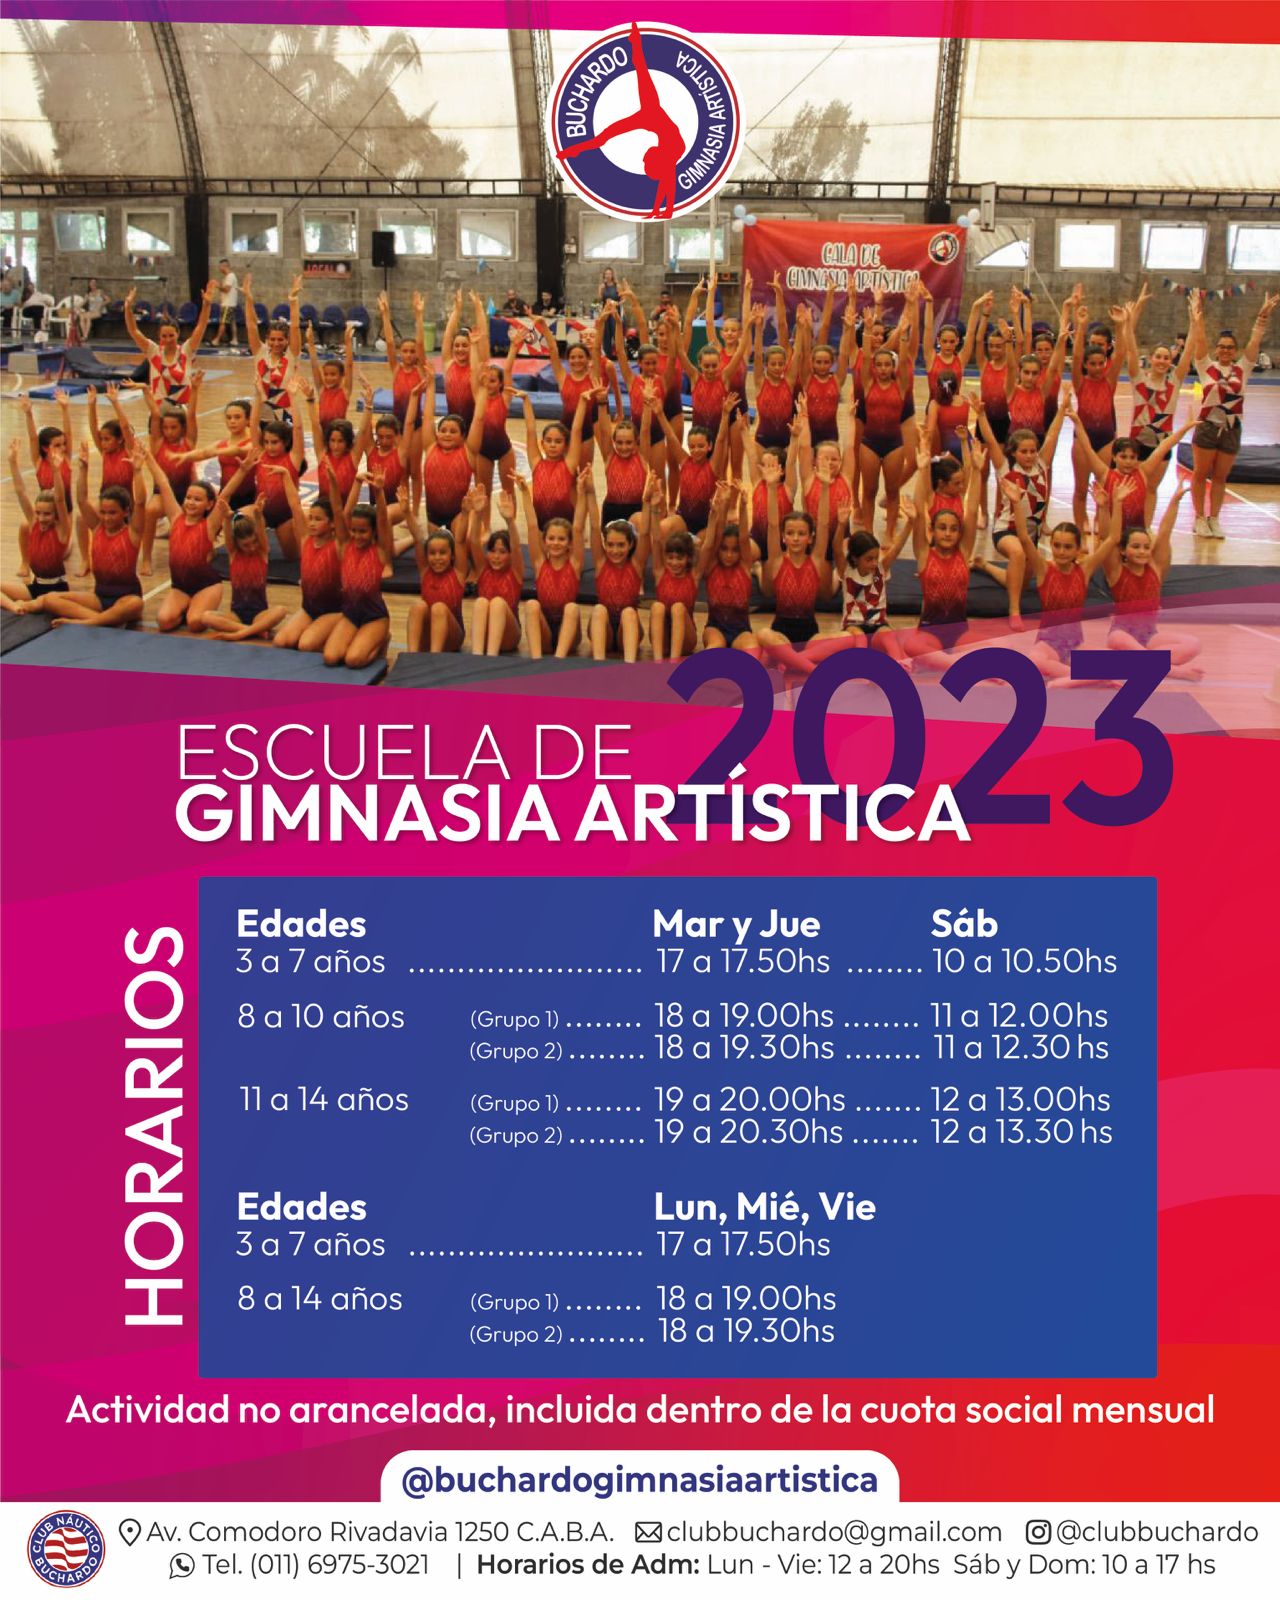 BUCHARDO
GIMNASIA ARTÍSTICA
LOCAL
GALA DE
GIMNASIA ARTÍSTICA
2023
ESCUELA DE
GIMNASIA ARTÍSTICA
HORARIOS
Edades Mar y Jue Sáb
3 a 7 años ........................ 17 a 17.50hs ........ 10 a 10.50hs
8 a 10 años (Grupo 1) ........ 18 a 19.00hs ........ 11 a 12.00hs
(Grupo 2) ........ 18 a 19.30hs ........ 11 a 12.30 hs
11 a 14 años (Grupo 1) ........ 19 a 20.00hs ....... 12 a 13.00hs
(Grupo 2) ........ 19 a 20.30hs ....... 12 a 13.30 hs
Edades Lun, Mié, Vie
3 a 7 años ........................ 17 a 17.50hs
8 a 14 años (Grupo 1) ........ 18 a 19.00hs
(Grupo 2) ........ 18 a 19.30hs
Actividad no arancelada, incluida dentro de la cuota social mensual
@buchardogimnasiaartistica
CLUB NÁUTICO
BUCHARDO
Av. Comodoro Rivadavia 1250 C.A.B.A. clubbuchardo@gmail.com @clubbuchardo
Tel. (011) 6975-3021 | Horarios de Adm: Lun - Vie: 12 a 20hs Sáb y Dom: 10 a 17 hs